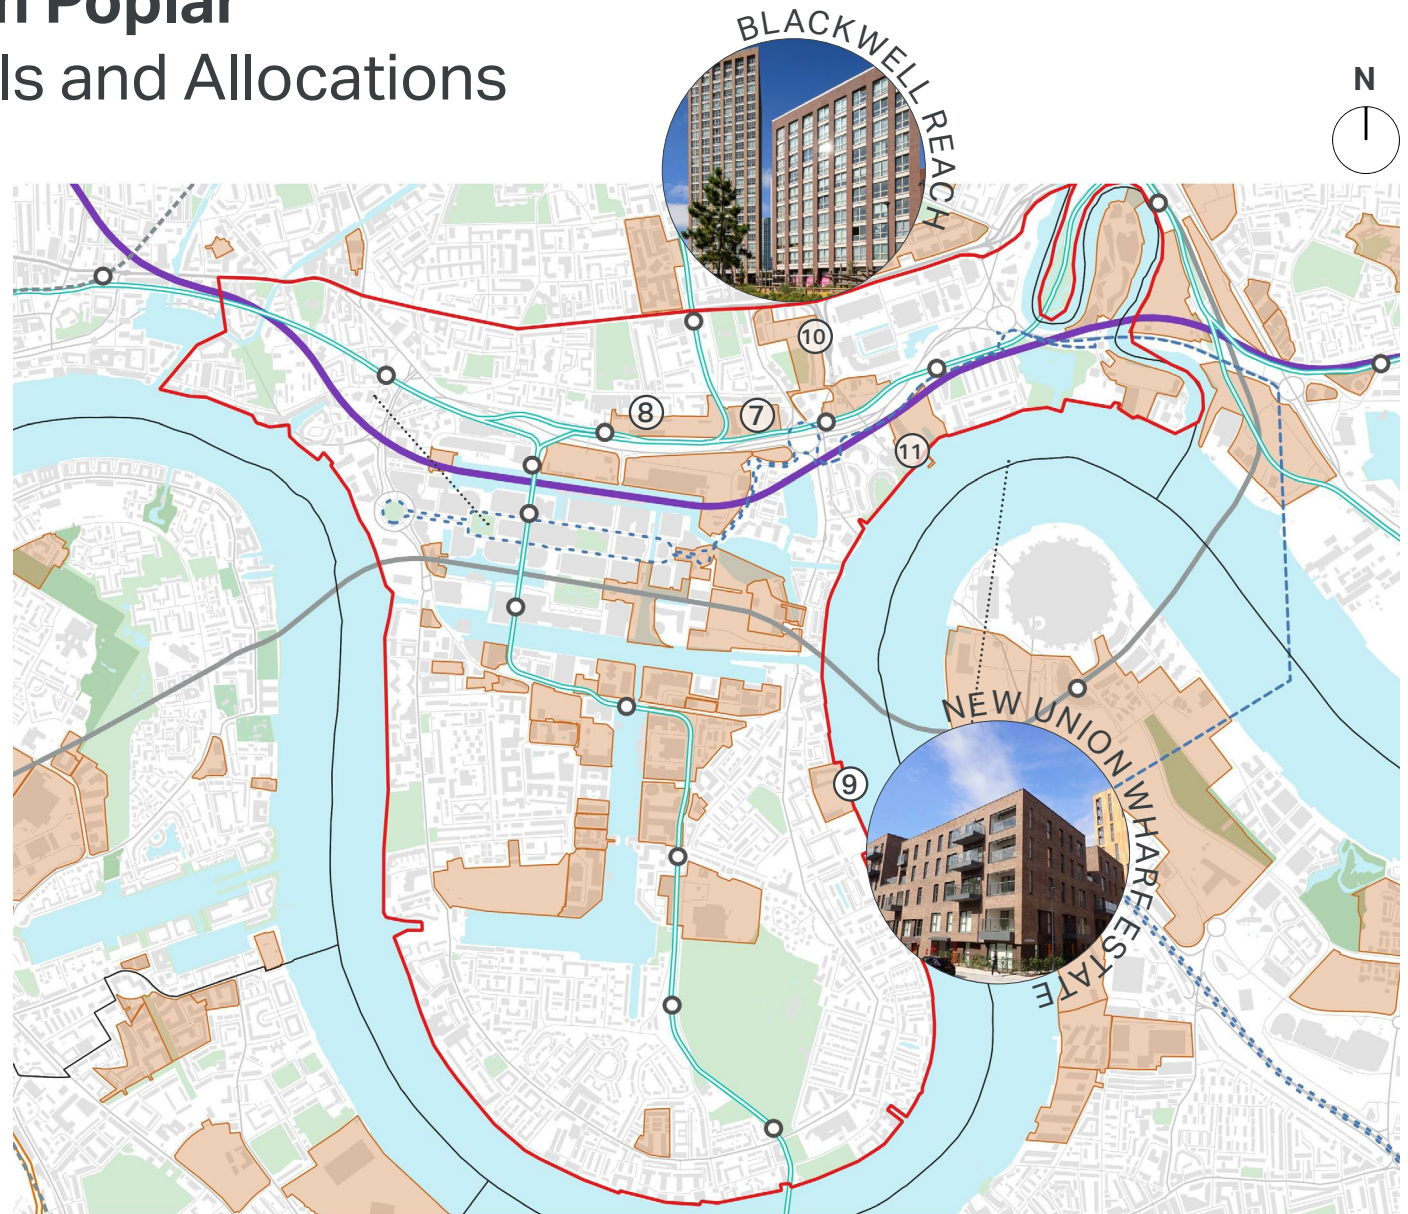 Poplar
ls and Allocations
BLACKWELL REACH
N
10
8
7
11
9
NEW UNION WHARF ESTATE